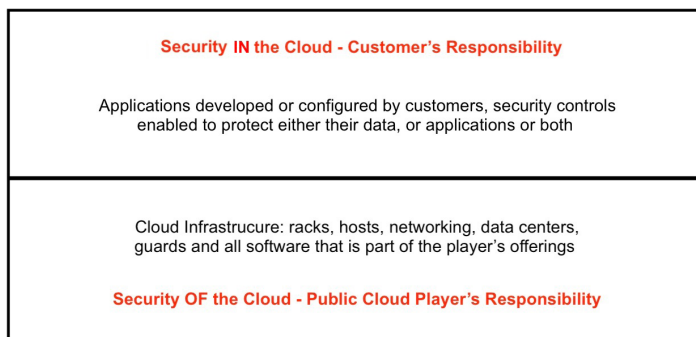 Security IN the Cloud - Customer's Responsibility
Applications developed or configured by customers, security controls
enabled to protect either their data, or applications or both
Cloud Infrastrucure: racks, hosts, networking, data centers,
guards and all software that is part of the player's offerings
Security OF the Cloud - Public Cloud Player's Responsibility